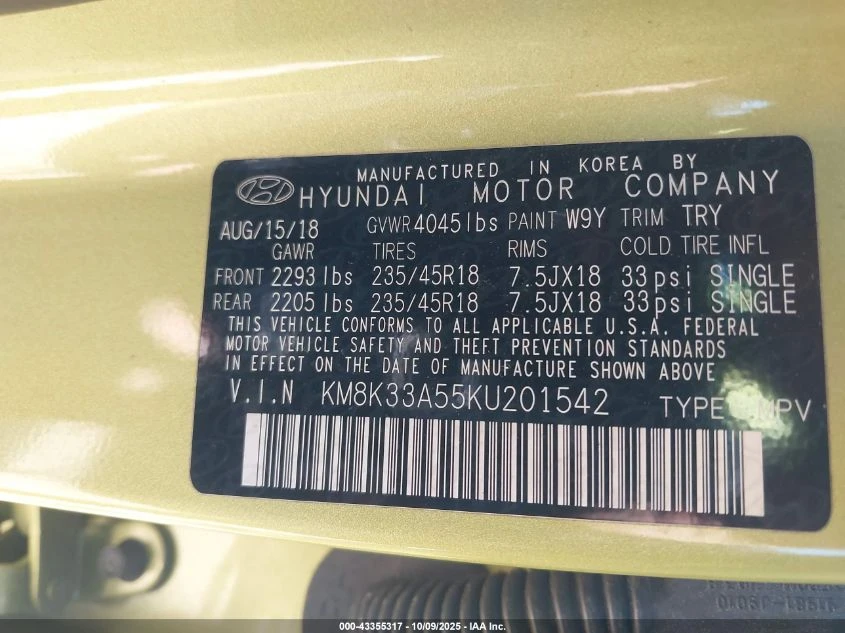 MANUFACTURED IN KOREA BY
HYUNDAI MOTOR COMPANY
AUG/15/18 GVWR 4045 lbs PAINT W9Y TRIM TRY
GAWR TIRES RIMS COLD TIRE INFL
FRONT 2293 lbs 235/45R18 7.5JX18 33 psi SINGLE
REAR 2205 lbs 235/45R18 7.5JX18 33 psi SINGLE
THIS VEHICLE CONFORMS TO ALL APPLICABLE U.S.A. FEDERAL
MOTOR VEHICLE SAFETY AND THEFT PREVENTION STANDARDS
IN EFFECT ON THE DATE OF MANUFACTURE SHOWN ABOVE
V.I.N KM8K33A55KU201542 TYPE MPV
000-43355317 | 10/09/2025 - IAA Inc.